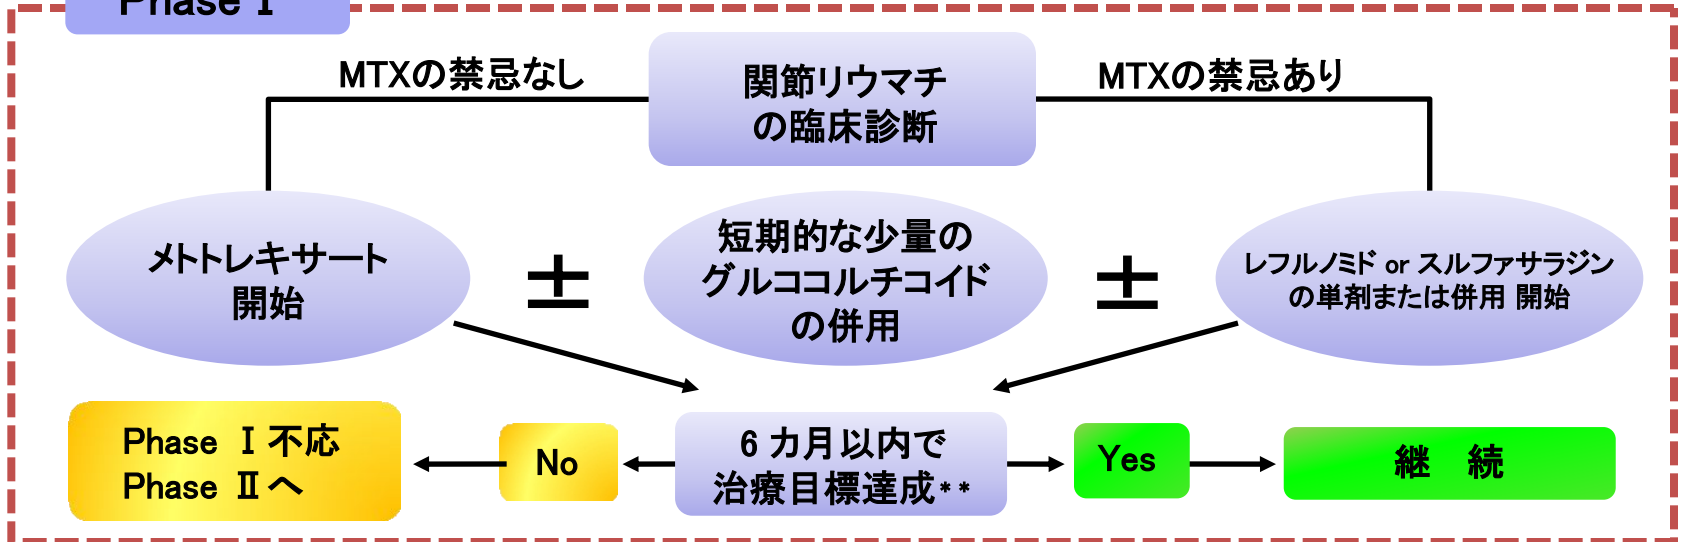 Phase Ⅰ
MTXの禁忌なし
関節リウマチ
の臨床診断
MTXの禁忌あり
メトトレキサート
開始
±
短期的な少量の
グルココルチコイド
の併用
±
レフルノミド or スルファサラジン
の単剤または併用 開始
Phase Ⅰ不応
Phase Ⅱへ
No
6 カ月以内で
治療目標達成**
Yes
継 続